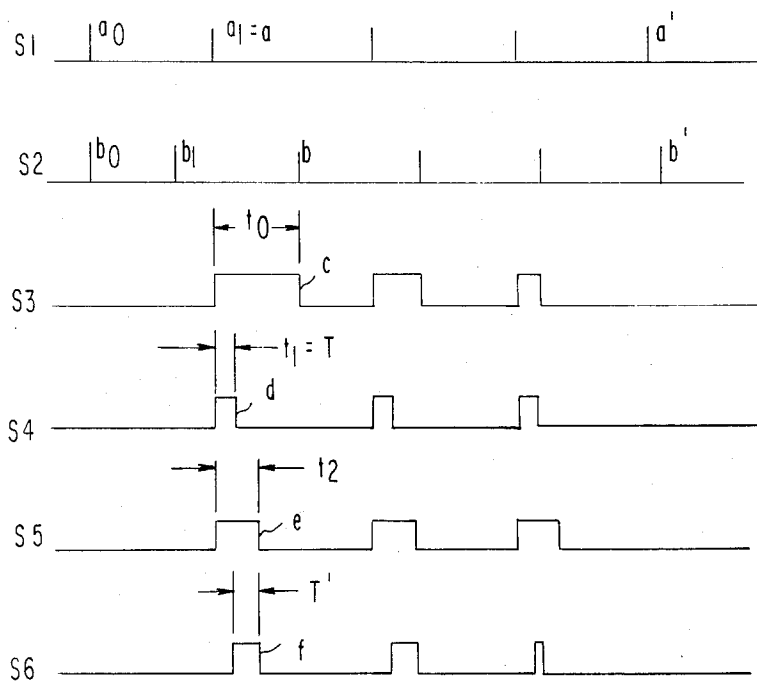 S1 a0 a1 = a a'
S2 b0 b1 b b'
t0
S3 c
t1 = T
S4 d
t2
S5 e
T'
S6 f